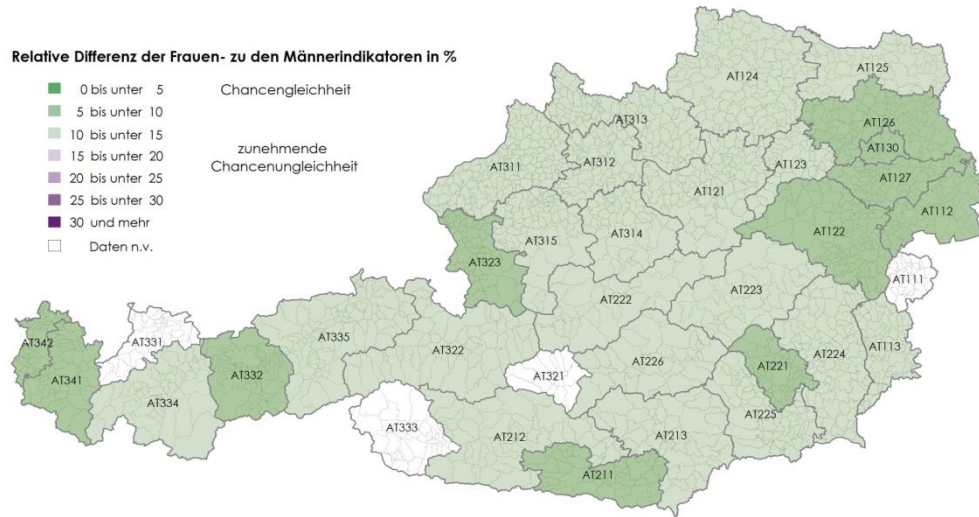 Relative Differenz der Frauen- zu den Männerindikatoren in %
0 bis unter 5 Chancengleichheit
5 bis unter 10
10 bis unter 15
15 bis unter 20 zunehmende
20 bis unter 25 Chancenungleichheit
25 bis unter 30
30 und mehr
Daten n.v.
AT124
AT125
AT313
AT126
AT130
AT312
AT123
AT311
AT127
AT121
AT112
AT122
AT314
AT315
AT323
AT111
AT223
AT222
AT335
AT342
AT331
AT322
AT224
AT113
AT226
AT221
AT321
AT341
AT332
AT334
AT225
AT333
AT212
AT213
AT211